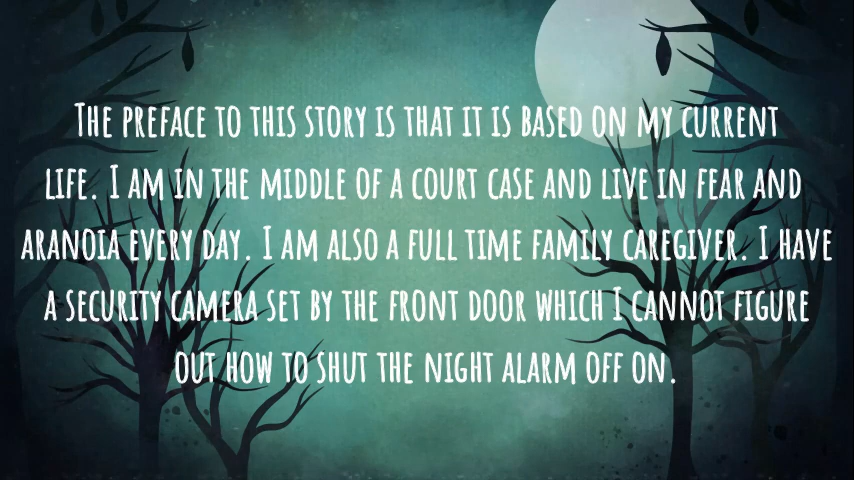 The preface to this story is that it is based on my current
life. I am in the middle of a court case and live in fear and
aranoia every day. I am also a full time family caregiver. I have
a security camera set by the front door which I cannot figure
out how to shut the night alarm off on.